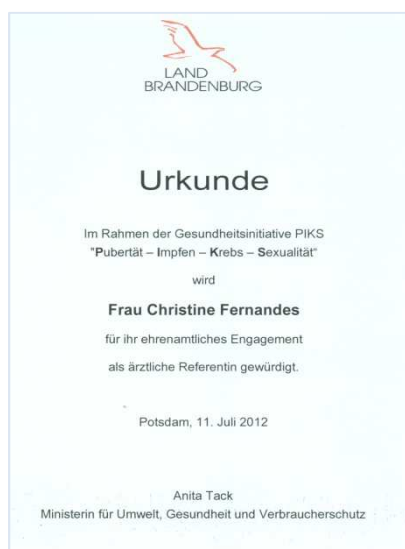 LAND
BRANDENBURG
Urkunde
Im Rahmen der Gesundheitsinitiative PIKS
"Pubertät – Impfen – Krebs – Sexualität“
wird
Frau Christine Fernandes
für ihr ehrenamtliches Engagement
als ärztliche Referentin gewürdigt.
Potsdam, 11. Juli 2012
Anita Tack
Ministerin für Umwelt, Gesundheit und Verbraucherschutz